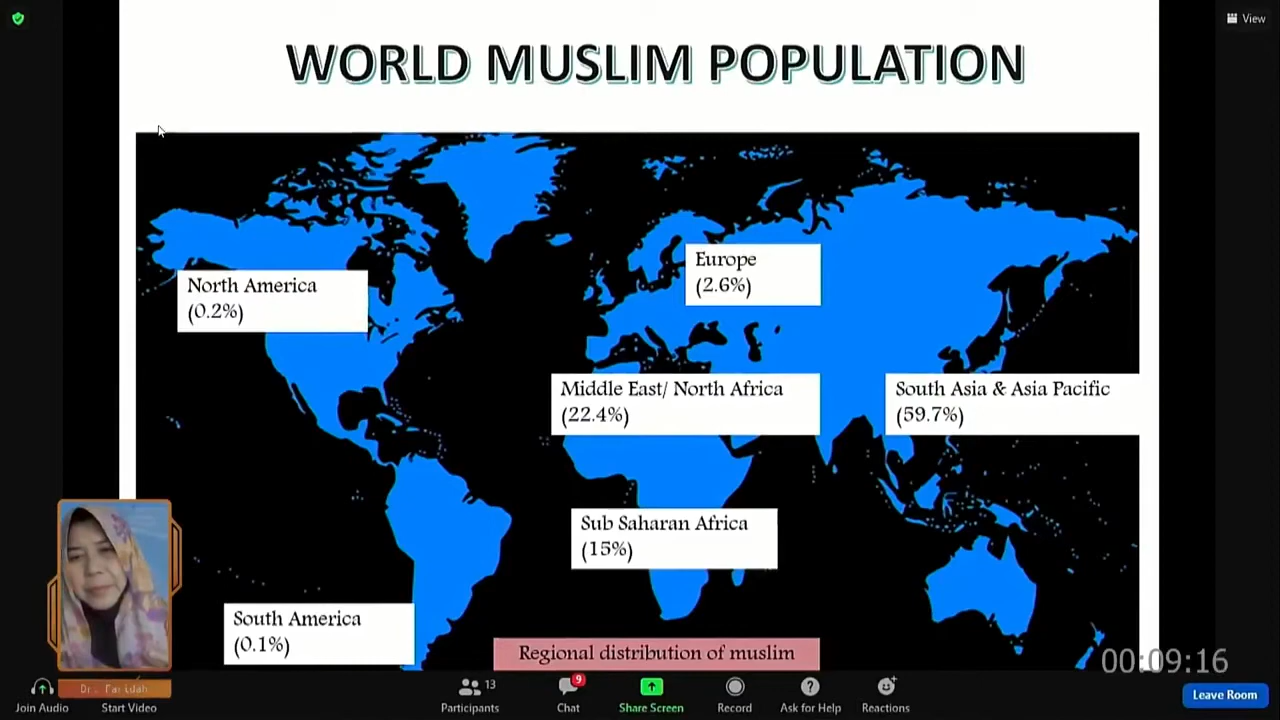 View
WORLD MUSLIM POPULATION
Europe
(2.6%)
North America
(0.2%)
Middle East/ North Africa
(22.4%)
South Asia & Asia Pacific
(59.7%)
Sub Saharan Africa
(15%)
South America
(0.1%)
Regional distribution of muslim
00:09:16
Dr. Faridah
13
9
Join Audio
Start Video
Participants
Chat
Share Screen
Record
Ask for Help
Reactions
Leave Room